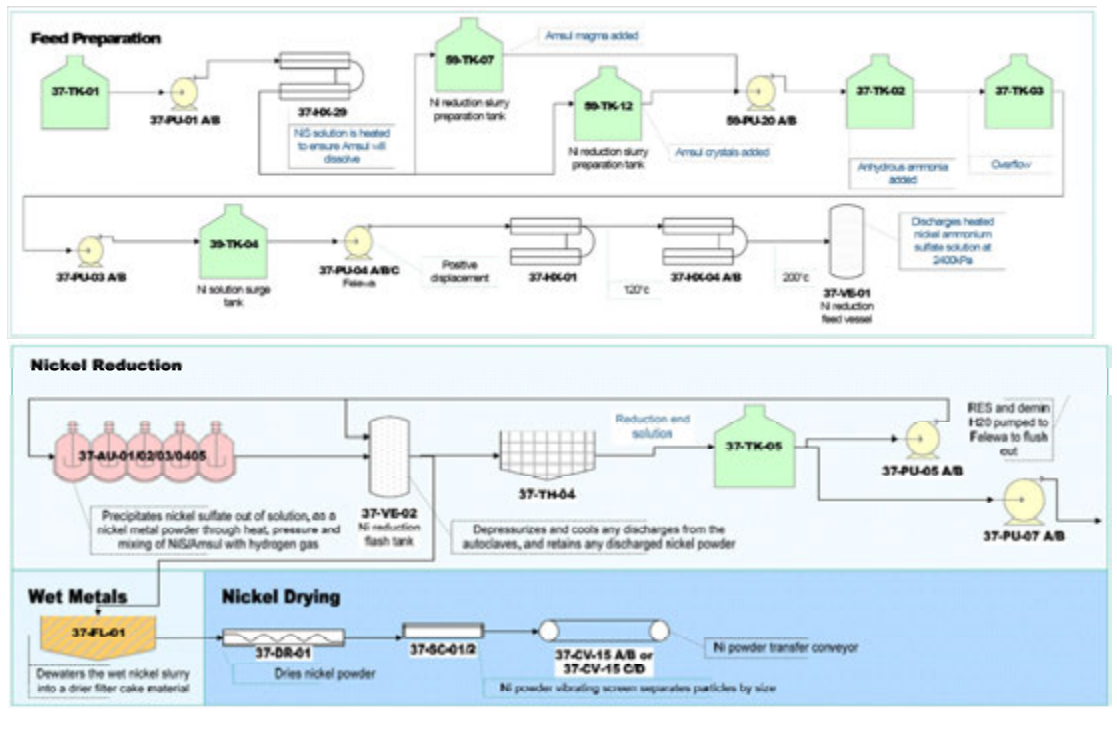 Feed Preparation
37-TK-01
37-PU-01 A/B
37-HX-29
NiS solution is heated
to ensure Amsul will
dissolve
59-TK-07
Ni reduction slurry
preparation tank
Amsul magma added
59-TK-12
Ni reduction slurry
preparation tank
Amsul crystals added
59-PU-20 A/B
37-TK-02
Anhydrous ammonia
added
37-TK-03
Overflow
37-PU-03 A/B
39-TK-04
Ni solution surge
tank
37-PU-04 A/B/C
Felewa
Positive
displacement
37-HX-01
120°c
37-HX-04 A/B
200°c
37-VE-01
Ni reduction
feed vessel
Discharges heated
nickel ammonium
sulfate solution at
2400kPa
Nickel Reduction
37-AU-01/02/03/0405
Precipitates nickel sulfate out of solution, as a
nickel metal powder through heat, pressure and
mixing of NiS/Amsul with hydrogen gas
37-VE-02
Ni reduction
flash tank
Depressurizes and cools any discharges from the
autoclaves, and retains any discharged nickel powder
37-TH-04
Reduction end
solution
37-TK-05
37-PU-05 A/B
RES and demin
H20 pumped to
Felewa to flush
out
37-PU-07 A/B
Wet Metals
37-FL-01
Dewaters the wet nickel slurry
into a drier filter cake material
Nickel Drying
37-DR-01
Dries nickel powder
37-SC-01/2
Ni powder vibrating screen separates particles by size
37-CV-15 A/B or
37-CV-15 C/D
Ni powder transfer conveyor